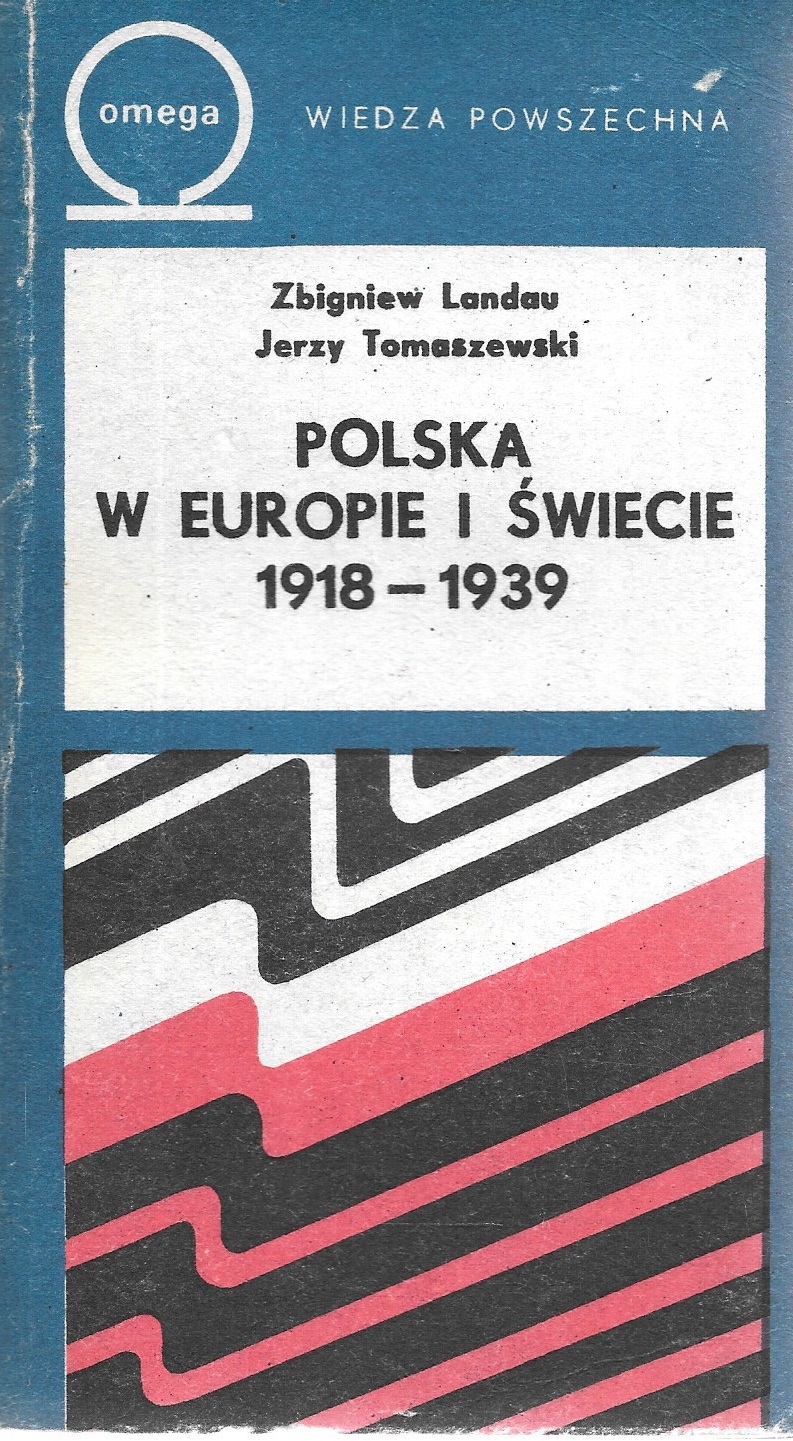 omega
WIEDZA POWSZECHNA
Zbigniew Landau
Jerzy Tomaszewski
POLSKA
W EUROPIE I ŚWIECIE
1918 – 1939